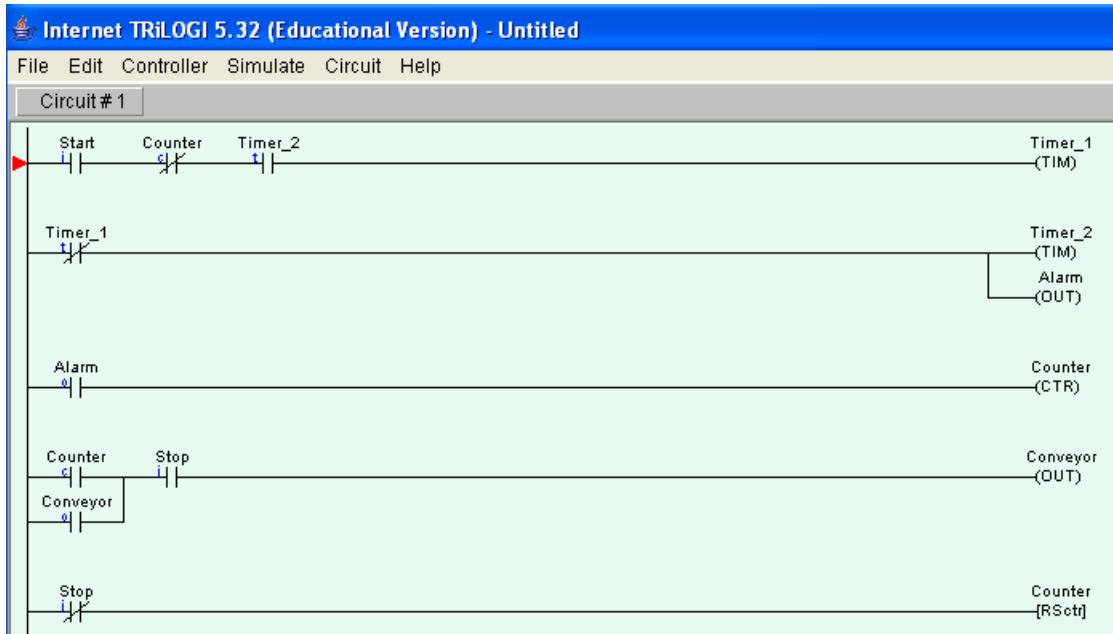 Internet TRiLOGI 5.32 (Educational Version) - Untitled
File Edit Controller Simulate Circuit Help
Circuit # 1
Start Counter Timer_2 Timer_1
i c t (TIM)
Timer_1 Timer_2
t (TIM)
Alarm
(OUT)
Alarm Counter
o (CTR)
Counter Stop Conveyor
c i (OUT)
Conveyor
o
Stop Counter
i [RSctr]